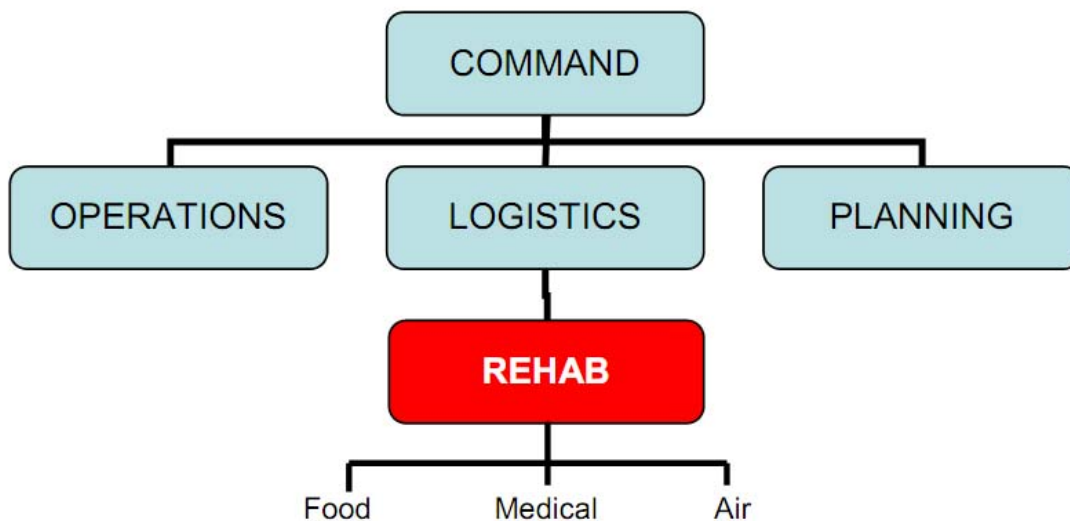 COMMAND
OPERATIONS LOGISTICS PLANNING
REHAB
Food Medical Air